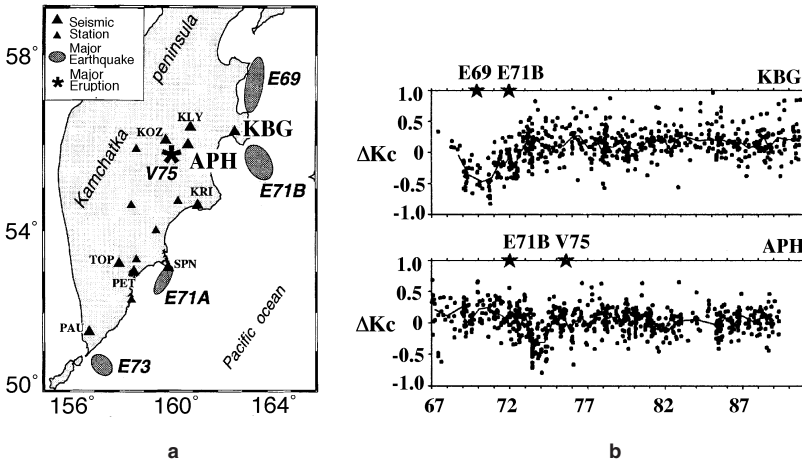 ▲ Seismic
▲ Station
Major
Earthquake
* Major
Eruption
58°
54°
50°
156°
160°
164°
peninsula
Kamchatka
Pacific ocean
E69
KLY
KOZ
KBG
APH
V75
E71B
KRI
TOP
SPN
PET
E71A
PAU
E73
a
E69 E71B KBG
1.0
0.5
0
-0.5
-1.0
ΔKc
E71B V75 APH
1.0
0.5
0
-0.5
-1.0
ΔKc
67 72 77 82 87
b